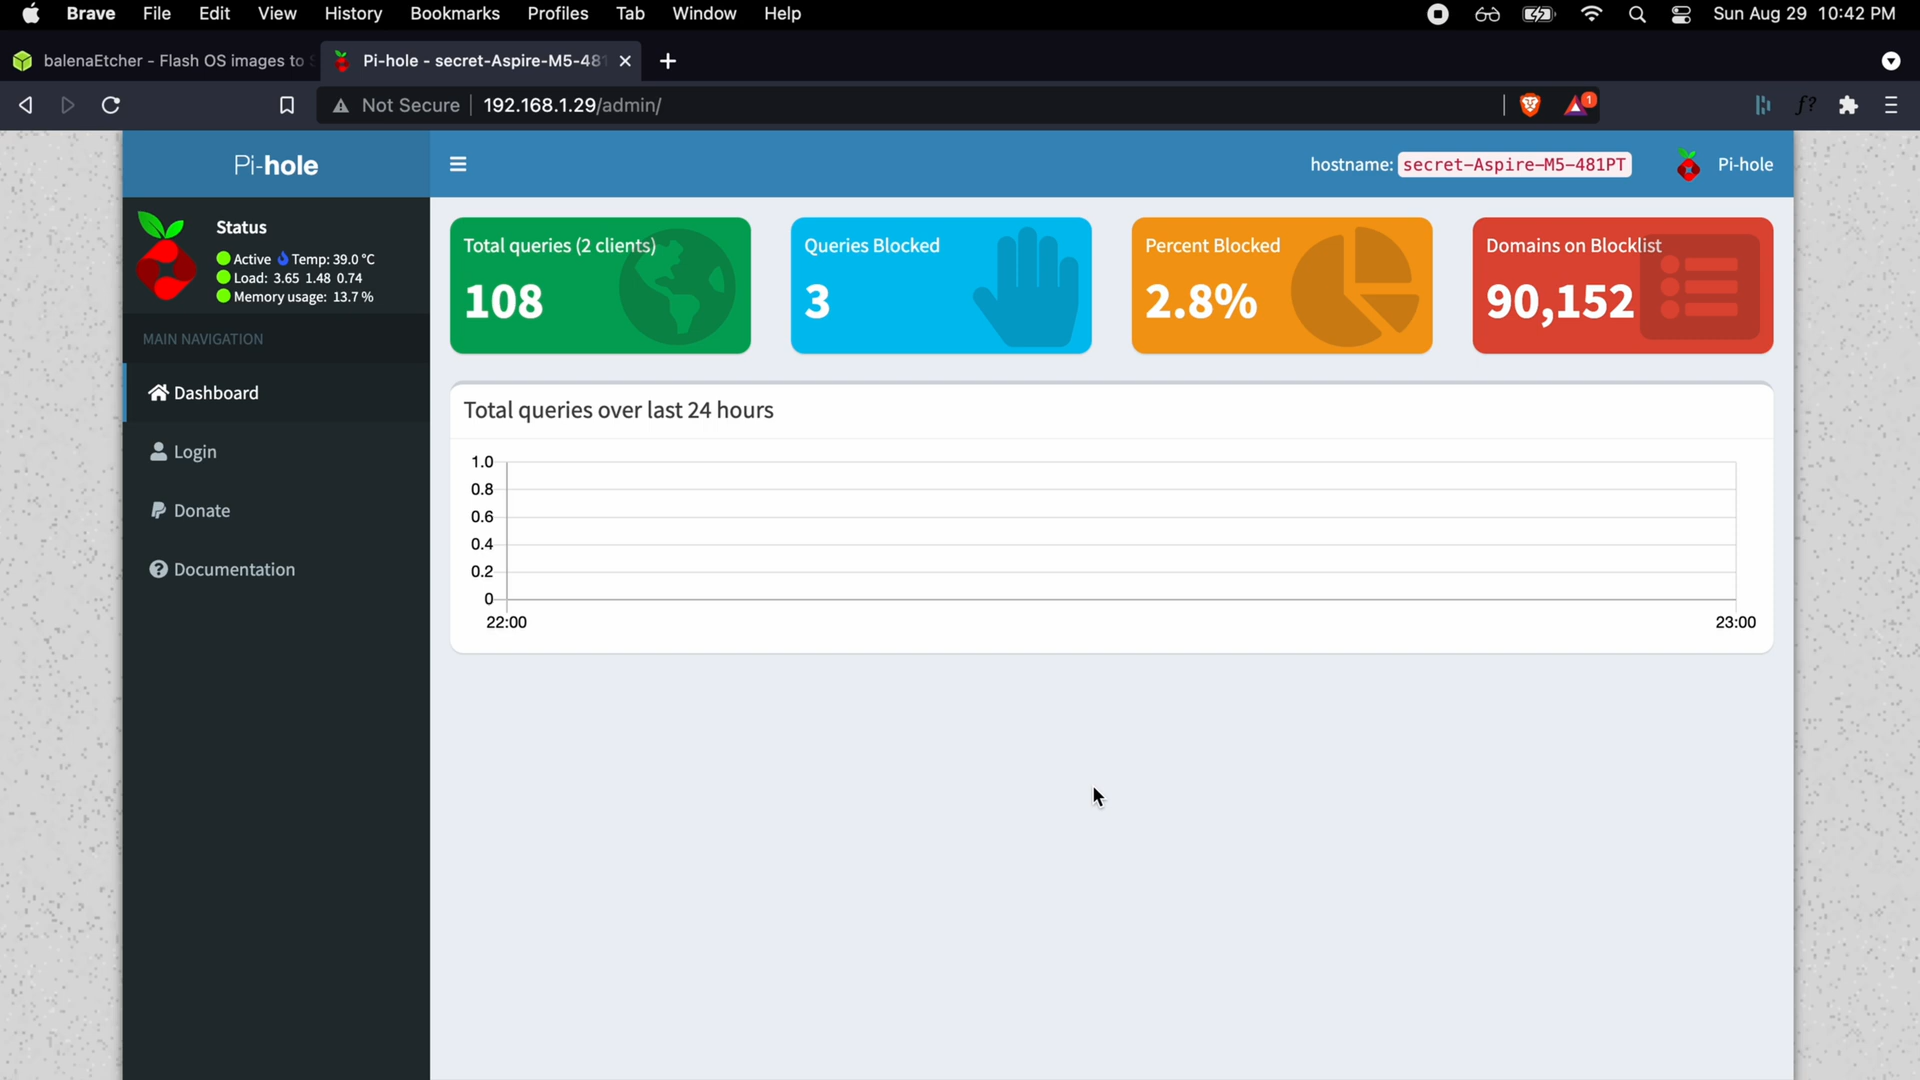 Brave File Edit View History Bookmarks Profiles Tab Window Help Sun Aug 29 10:42 PM
balenaEtcher - Flash OS images to Pi-hole - secret-Aspire-M5-481
Not Secure 192.168.1.29/admin/ 1 f?
Pi-hole hostname: secret-Aspire-M5-481PT Pi-hole
Status
Active Temp: 39.0 °C
Load: 3.65 1.48 0.74
Memory usage: 13.7 %
MAIN NAVIGATION
Dashboard
Login
Donate
Documentation
Total queries (2 clients)
108
Queries Blocked
3
Percent Blocked
2.8%
Domains on Blocklist
90,152
Total queries over last 24 hours
1.0
0.8
0.6
0.4
0.2
0
22:00 23:00